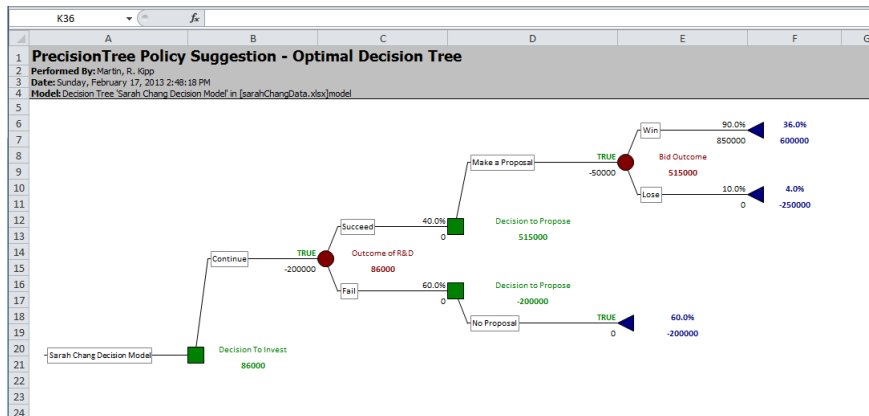 K36 fx
A B C D E F G
1 PrecisionTree Policy Suggestion - Optimal Decision Tree
2 Performed By: Martin, R. Kipp
3 Date: Sunday, February 17, 2013 2:48:18 PM
4 Model: Decision Tree 'Sarah Chang Decision Model' in [sarahChangData.xlsx]model
5
6 Win 90.0% 36.0%
7 850000 600000
8 Make a Proposal TRUE Bid Outcome
9 -50000 515000
10 Lose 10.0% 4.0%
11 0 -250000
12 Succeed 40.0% Decision to Propose
13 0 515000
14 Continue TRUE Outcome of R&D
15 -200000 86000
16 Fail 60.0% Decision to Propose
17 0 -200000
18 No Proposal TRUE 60.0%
19 0 -200000
20 Sarah Chang Decision Model Decision To Invest
21 86000
22
23
24